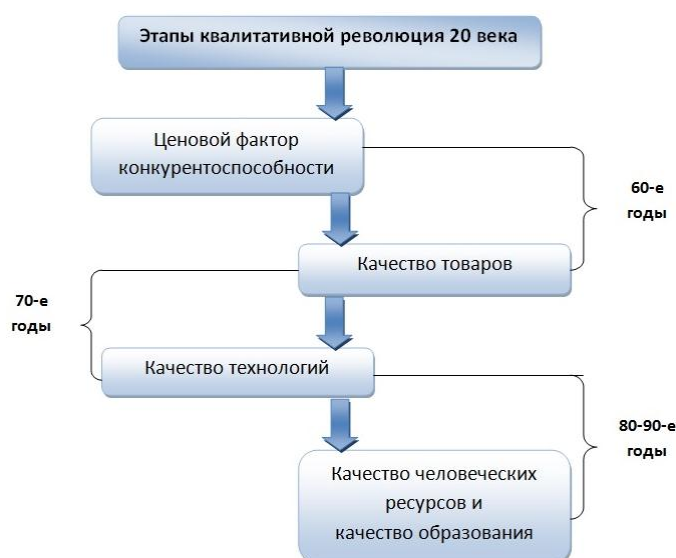 Этапы квалитативной революция 20 века
Ценовой фактор
конкурентоспособности
60-е
годы
Качество товаров
70-е
годы
Качество технологий
80-90-е
годы
Качество человеческих
ресурсов и
качество образования